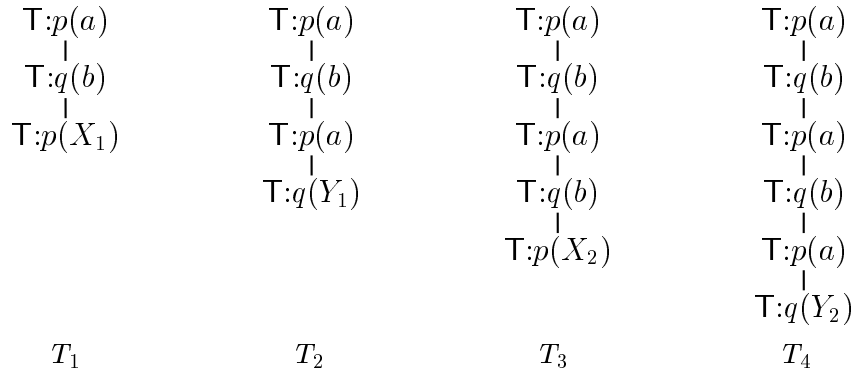 T:p(a) T:p(a) T:p(a) T:p(a)
T:q(b) T:q(b) T:q(b) T:q(b)
T:p(X₁) T:p(a) T:p(a) T:p(a)
T:q(Y₁) T:q(b) T:q(b)
T:p(X₂) T:p(a)
T:q(Y₂)
T₁ T₂ T₃ T₄